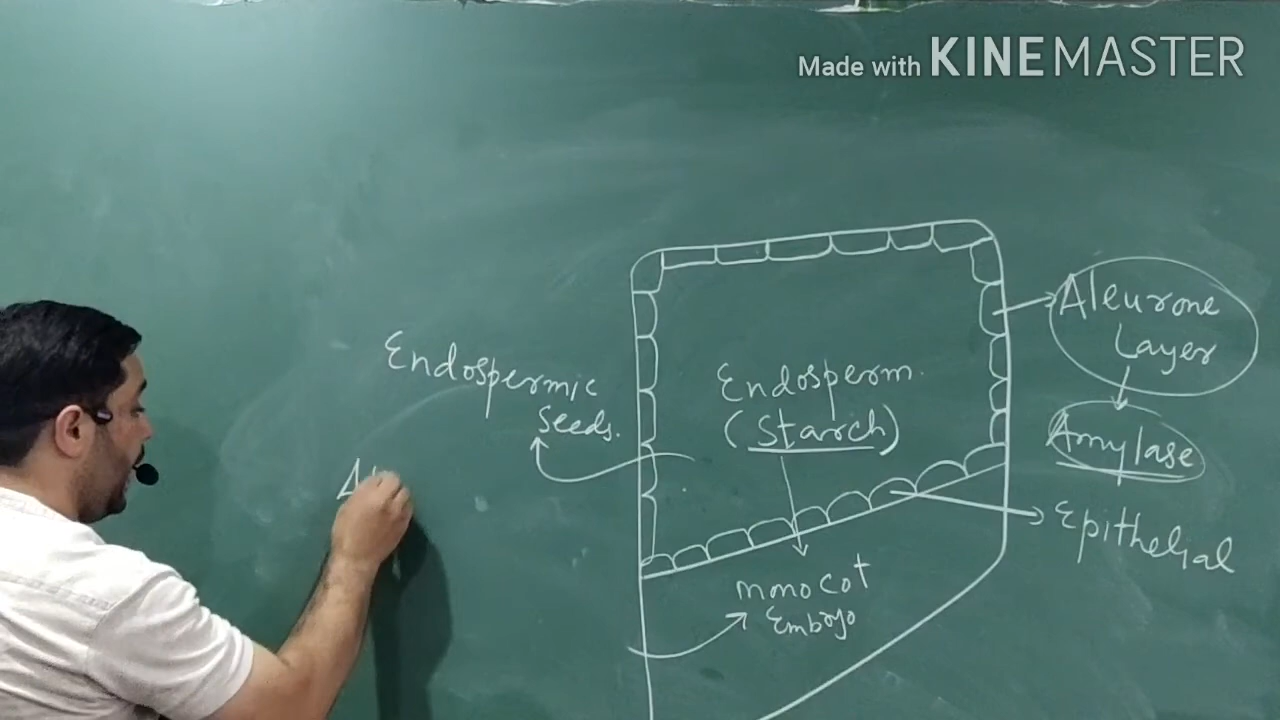 Made with KINEMASTER
Endospermic
Seeds.
Endosperm.
(Starch)
Aleurone
Layer
Amylase
Epithelial
monocot
Embryo